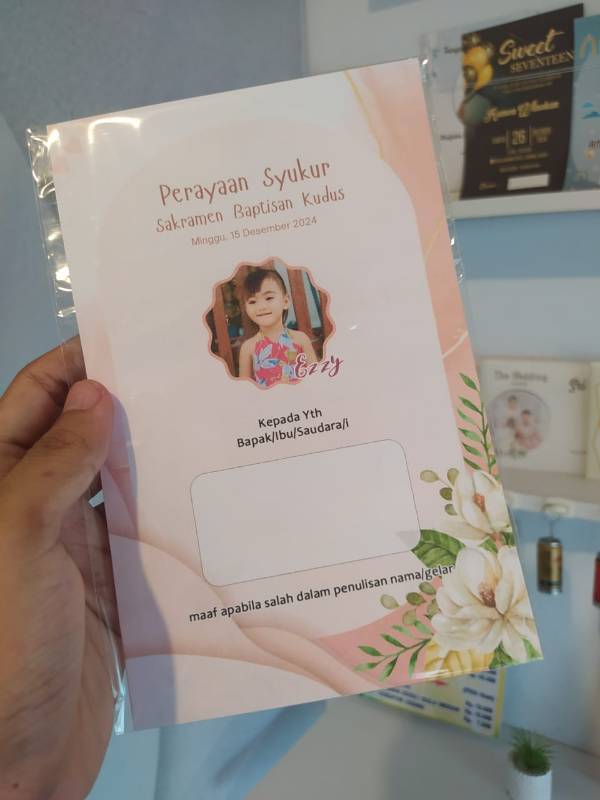 Perayaan Syukur
Sakramen Baptisan Kudus
Minggu, 15 Desember 2024
Ezzy
Kepada Yth
Bapak/Ibu/Saudara/i
maaf apabila salah dalam penulisan nama/gelar
Sweet
SEVENTEEN
26
The Wedding